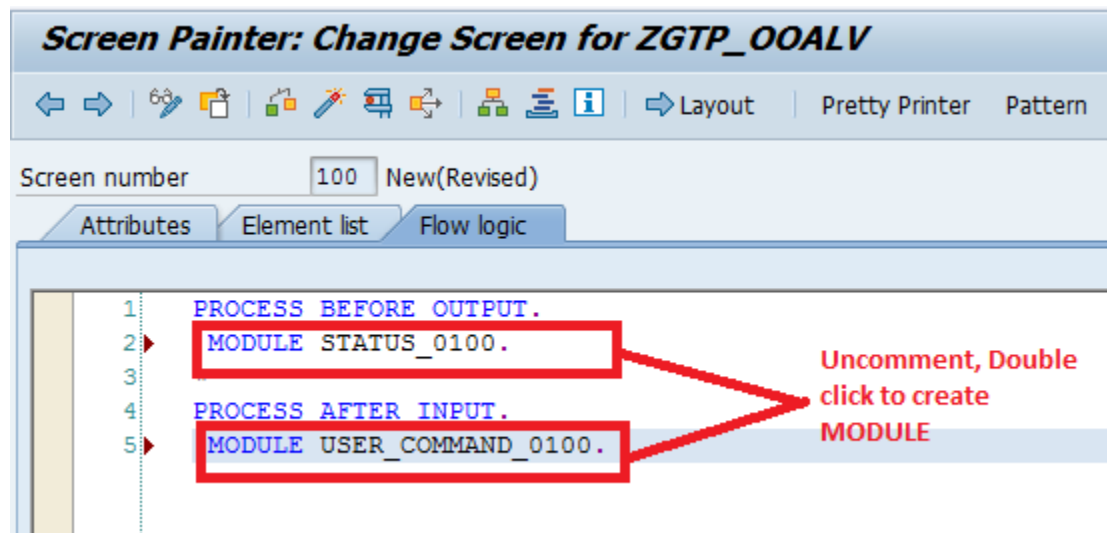 Screen Painter: Change Screen for ZGTP_OOALV
Layout Pretty Printer Pattern
Screen number 100 New(Revised)
Attributes Element list Flow logic
1 PROCESS BEFORE OUTPUT.
2 MODULE STATUS_0100.
3 *
4 PROCESS AFTER INPUT.
5 MODULE USER_COMMAND_0100.
Uncomment, Double
click to create
MODULE